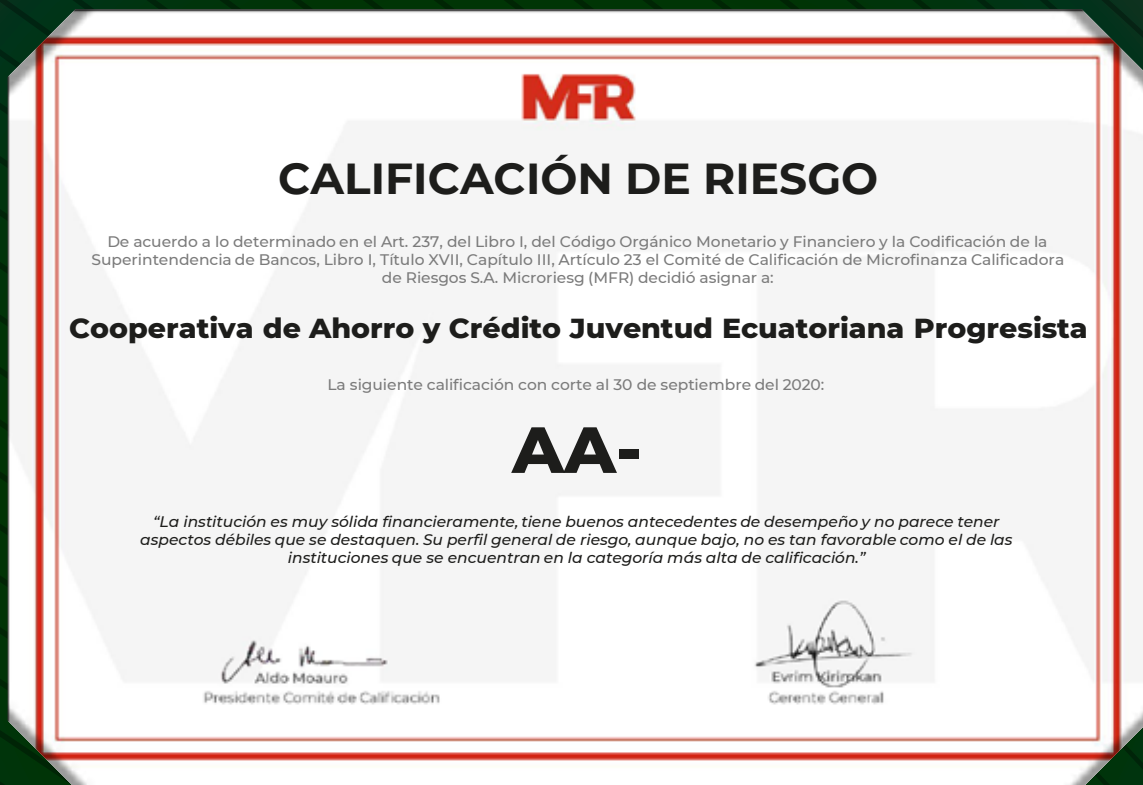 MFR
CALIFICACIÓN DE RIESGO
De acuerdo a lo determinado en el Art. 237, del Libro I, del Código Orgánico Monetario y Financiero y la Codificación de la
Superintendencia de Bancos, Libro I, Título XVII, Capítulo III, Artículo 23 el Comité de Calificación de Microfinanza Calificadora
de Riesgos S.A. Microriesg (MFR) decidió asignar a:
Cooperativa de Ahorro y Crédito Juventud Ecuatoriana Progresista
La siguiente calificación con corte al 30 de septiembre del 2020:
AA-
“La institución es muy sólida financieramente, tiene buenos antecedentes de desempeño y no parece tener
aspectos débiles que se destaquen. Su perfil general de riesgo, aunque bajo, no es tan favorable como el de las
instituciones que se encuentran en la categoría más alta de calificación.”
Aldo Moauro
Presidente Comité de Calificación
Evrim Kirimkan
Gerente General